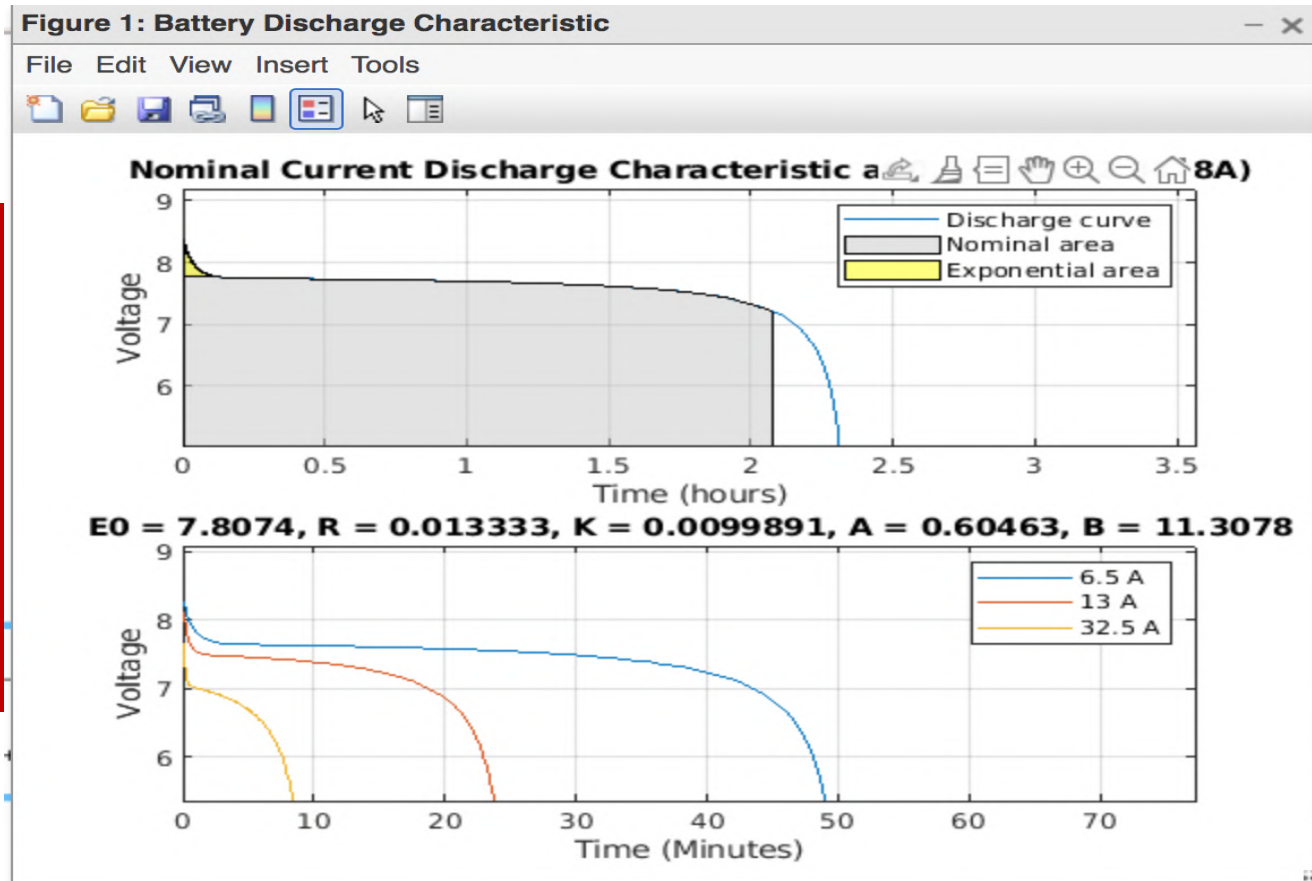 Figure 1: Battery Discharge Characteristic
File Edit View Insert Tools
Nominal Current Discharge Characteristic a 8A)
9
8
7
6
Voltage
Discharge curve
Nominal area
Exponential area
0 0.5 1 1.5 2 2.5 3 3.5
Time (hours)
E0 = 7.8074, R = 0.013333, K = 0.0099891, A = 0.60463, B = 11.3078
9
8
7
6
Voltage
6.5 A
13 A
32.5 A
0 10 20 30 40 50 60 70
Time (Minutes)